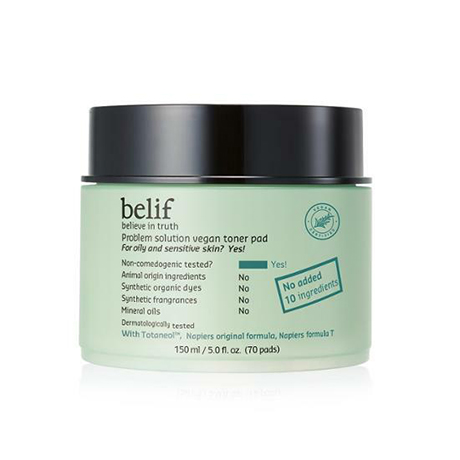 belif
believe in truth
Problem solution vegan toner pad
For oily and sensitive skin? Yes!
Non-comedogenic tested? Yes!
Animal origin ingredients No
Synthetic organic dyes No
Synthetic frangrances No
Mineral oils No
Dermatologically tested
With Totaneol™, Napiers original formula, Napiers formula T
150 ml / 5.0 fl. oz. (70 pads)
No added
10 ingredients
VEGAN